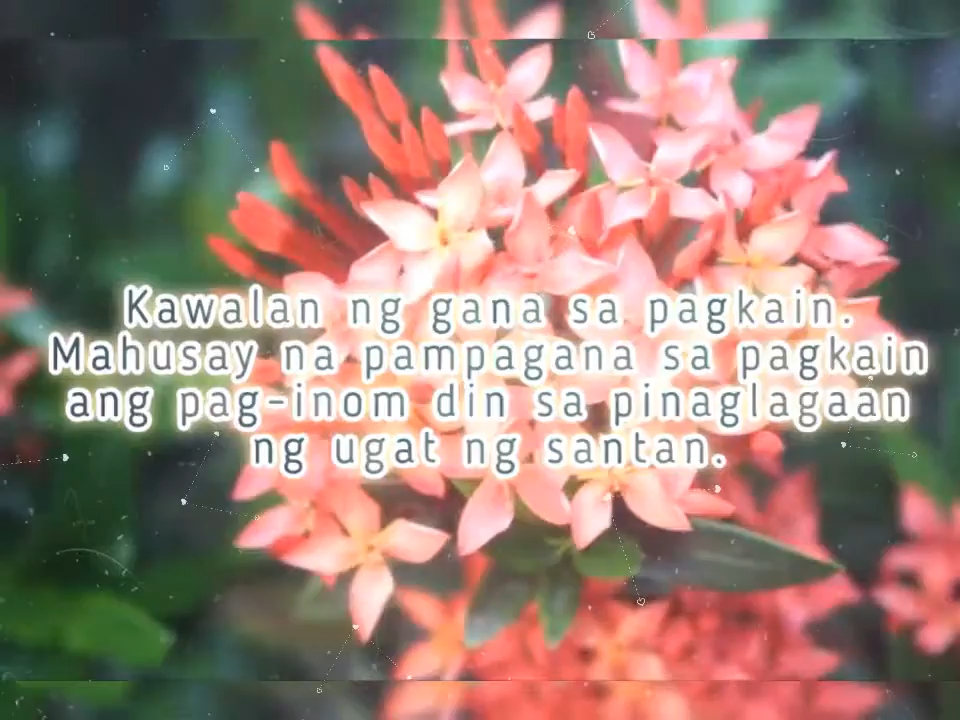 Kawalan ng gana sa pagkain.
Mahusay na pampagana sa pagkain
ang pag-inom din sa pinaglagaan
ng ugat ng santan.